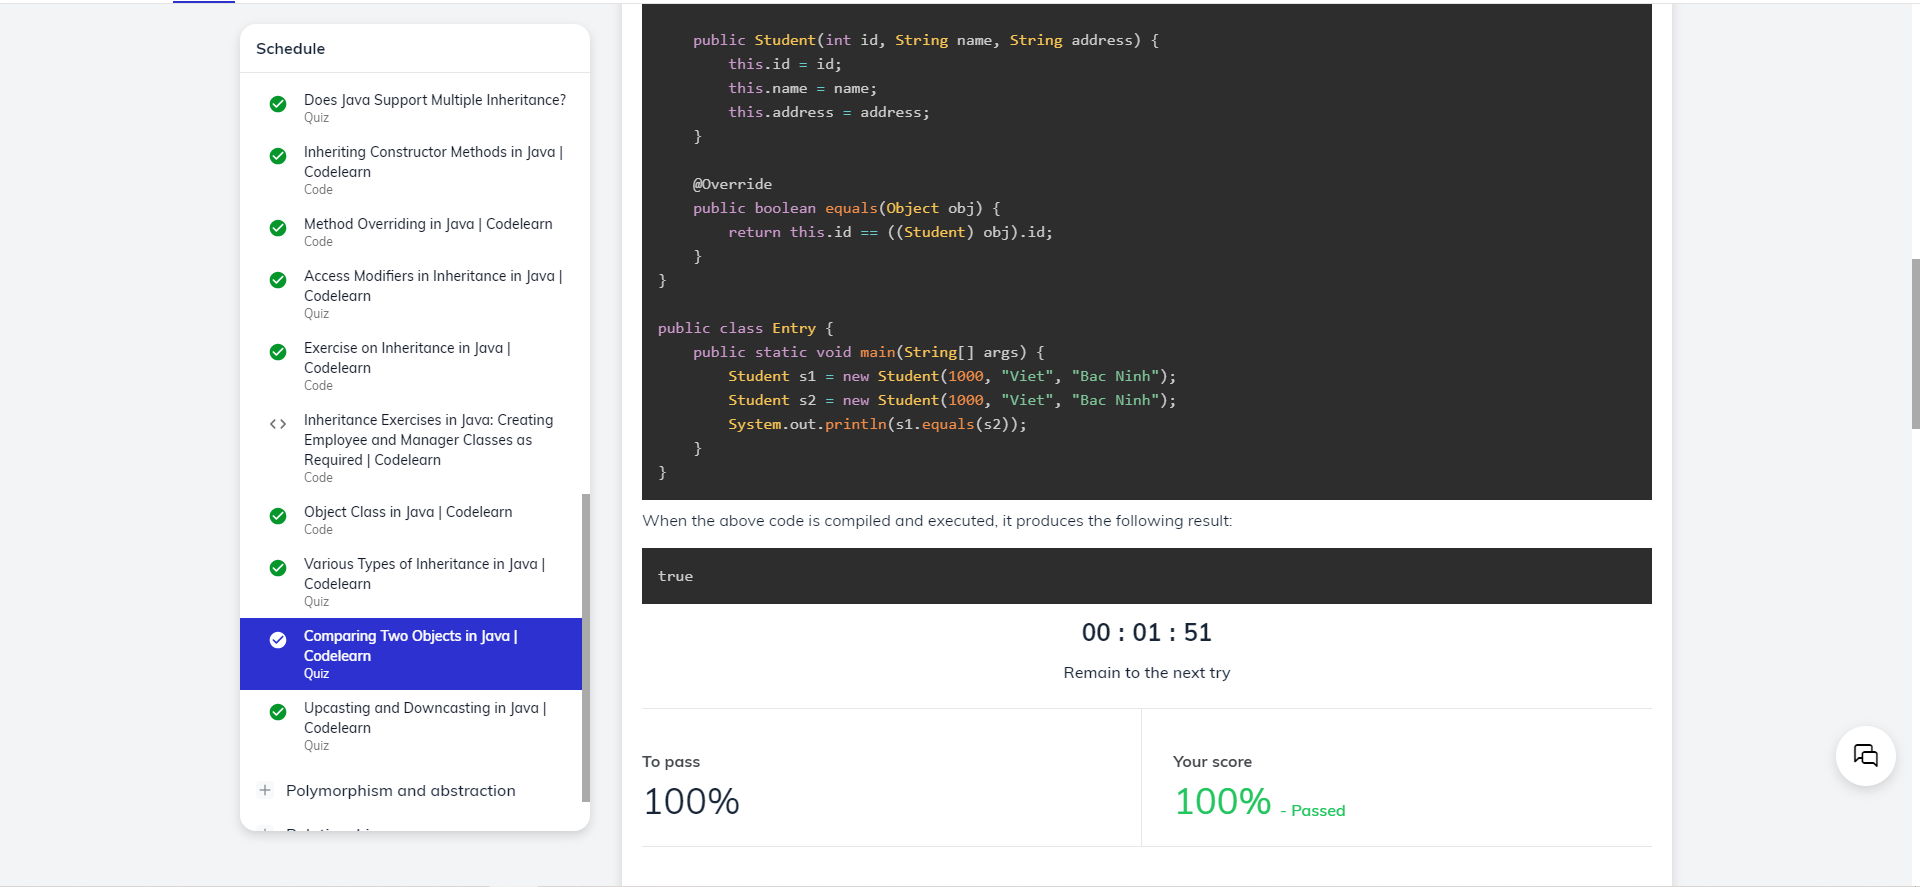 Schedule
Does Java Support Multiple Inheritance?
Quiz
Inheriting Constructor Methods in Java |
Codelearn
Code
Method Overriding in Java | Codelearn
Code
Access Modifiers in Inheritance in Java |
Codelearn
Quiz
Exercise on Inheritance in Java |
Codelearn
Code
Inheritance Exercises in Java: Creating
Employee and Manager Classes as
Required | Codelearn
Code
Object Class in Java | Codelearn
Code
Various Types of Inheritance in Java |
Codelearn
Quiz
Comparing Two Objects in Java |
Codelearn
Quiz
Upcasting and Downcasting in Java |
Codelearn
Quiz
Polymorphism and abstraction
public Student(int id, String name, String address) {
this.id = id;
this.name = name;
this.address = address;
}
@Override
public boolean equals(Object obj) {
return this.id == ((Student) obj).id;
}
}
public class Entry {
public static void main(String[] args) {
Student s1 = new Student(1000, "Viet", "Bac Ninh");
Student s2 = new Student(1000, "Viet", "Bac Ninh");
System.out.println(s1.equals(s2));
}
}
When the above code is compiled and executed, it produces the following result:
true
00 : 01 : 51
Remain to the next try
To pass
100%
Your score
100% - Passed